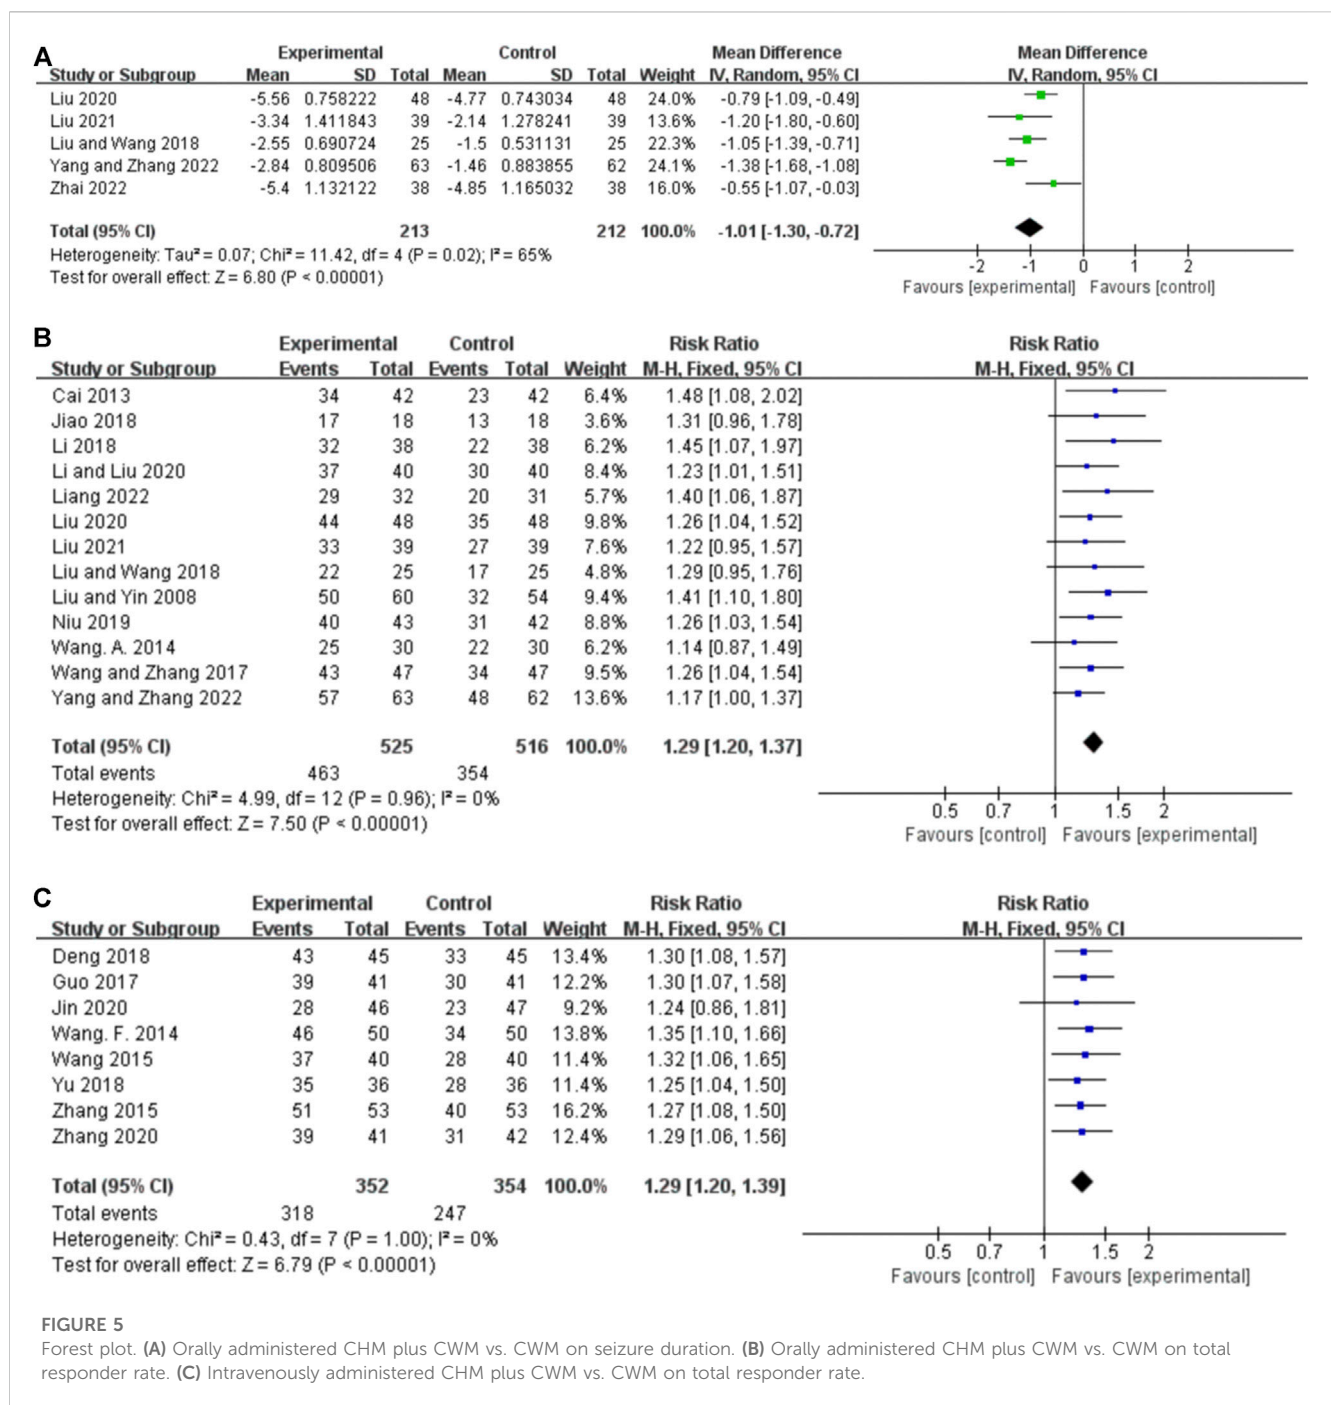 A
Experimental Control Mean Difference Mean Difference
Study or Subgroup Mean SD Total Mean SD Total Weight IV, Random, 95% CI IV, Random, 95% CI
Liu 2020 -5.56 0.758222 48 -4.77 0.743034 48 24.0% -0.79 [-1.09, -0.49]
Liu 2021 -3.34 1.411843 39 -2.14 1.278241 39 13.6% -1.20 [-1.80, -0.60]
Liu and Wang 2018 -2.55 0.690724 25 -1.5 0.531131 25 22.3% -1.05 [-1.39, -0.71]
Yang and Zhang 2022 -2.84 0.809506 63 -1.46 0.883855 62 24.1% -1.38 [-1.68, -1.08]
Zhai 2022 -5.4 1.132122 38 -4.85 1.165032 38 16.0% -0.55 [-1.07, -0.03]
Total (95% CI) 213 212 100.0% -1.01 [-1.30, -0.72]
Heterogeneity: Tau² = 0.07; Chi² = 11.42, df = 4 (P = 0.02); I² = 65%
Test for overall effect: Z = 6.80 (P < 0.00001)
-2 -1 0 1 2
Favours [experimental] Favours [control]
B
Experimental Control Risk Ratio Risk Ratio
Study or Subgroup Events Total Events Total Weight M-H, Fixed, 95% CI M-H, Fixed, 95% CI
Cai 2013 34 42 23 42 6.4% 1.48 [1.08, 2.02]
Jiao 2018 17 18 13 18 3.6% 1.31 [0.96, 1.78]
Li 2018 32 38 22 38 6.2% 1.45 [1.07, 1.97]
Li and Liu 2020 37 40 30 40 8.4% 1.23 [1.01, 1.51]
Liang 2022 29 32 20 31 5.7% 1.40 [1.06, 1.87]
Liu 2020 44 48 35 48 9.8% 1.26 [1.04, 1.52]
Liu 2021 33 39 27 39 7.6% 1.22 [0.95, 1.57]
Liu and Wang 2018 22 25 17 25 4.8% 1.29 [0.95, 1.76]
Liu and Yin 2008 50 60 32 54 9.4% 1.41 [1.10, 1.80]
Niu 2019 40 43 31 42 8.8% 1.26 [1.03, 1.54]
Wang. A. 2014 25 30 22 30 6.2% 1.14 [0.87, 1.49]
Wang and Zhang 2017 43 47 34 47 9.5% 1.26 [1.04, 1.54]
Yang and Zhang 2022 57 63 48 62 13.6% 1.17 [1.00, 1.37]
Total (95% CI) 525 516 100.0% 1.29 [1.20, 1.37]
Total events 463 354
Heterogeneity: Chi² = 4.99, df = 12 (P = 0.96); I² = 0%
Test for overall effect: Z = 7.50 (P < 0.00001)
0.5 0.7 1 1.5 2
Favours [control] Favours [experimental]
C
Experimental Control Risk Ratio Risk Ratio
Study or Subgroup Events Total Events Total Weight M-H, Fixed, 95% CI M-H, Fixed, 95% CI
Deng 2018 43 45 33 45 13.4% 1.30 [1.08, 1.57]
Guo 2017 39 41 30 41 12.2% 1.30 [1.07, 1.58]
Jin 2020 28 46 23 47 9.2% 1.24 [0.86, 1.81]
Wang. F. 2014 46 50 34 50 13.8% 1.35 [1.10, 1.66]
Wang 2015 37 40 28 40 11.4% 1.32 [1.06, 1.65]
Yu 2018 35 36 28 36 11.4% 1.25 [1.04, 1.50]
Zhang 2015 51 53 40 53 16.2% 1.27 [1.08, 1.50]
Zhang 2020 39 41 31 42 12.4% 1.29 [1.06, 1.56]
Total (95% CI) 352 354 100.0% 1.29 [1.20, 1.39]
Total events 318 247
Heterogeneity: Chi² = 0.43, df = 7 (P = 1.00); I² = 0%
Test for overall effect: Z = 6.79 (P < 0.00001)
0.5 0.7 1 1.5 2
Favours [control] Favours [experimental]
FIGURE 5
Forest plot. (A) Orally administered CHM plus CWM vs. CWM on seizure duration. (B) Orally administered CHM plus CWM vs. CWM on total
responder rate. (C) Intravenously administered CHM plus CWM vs. CWM on total responder rate.